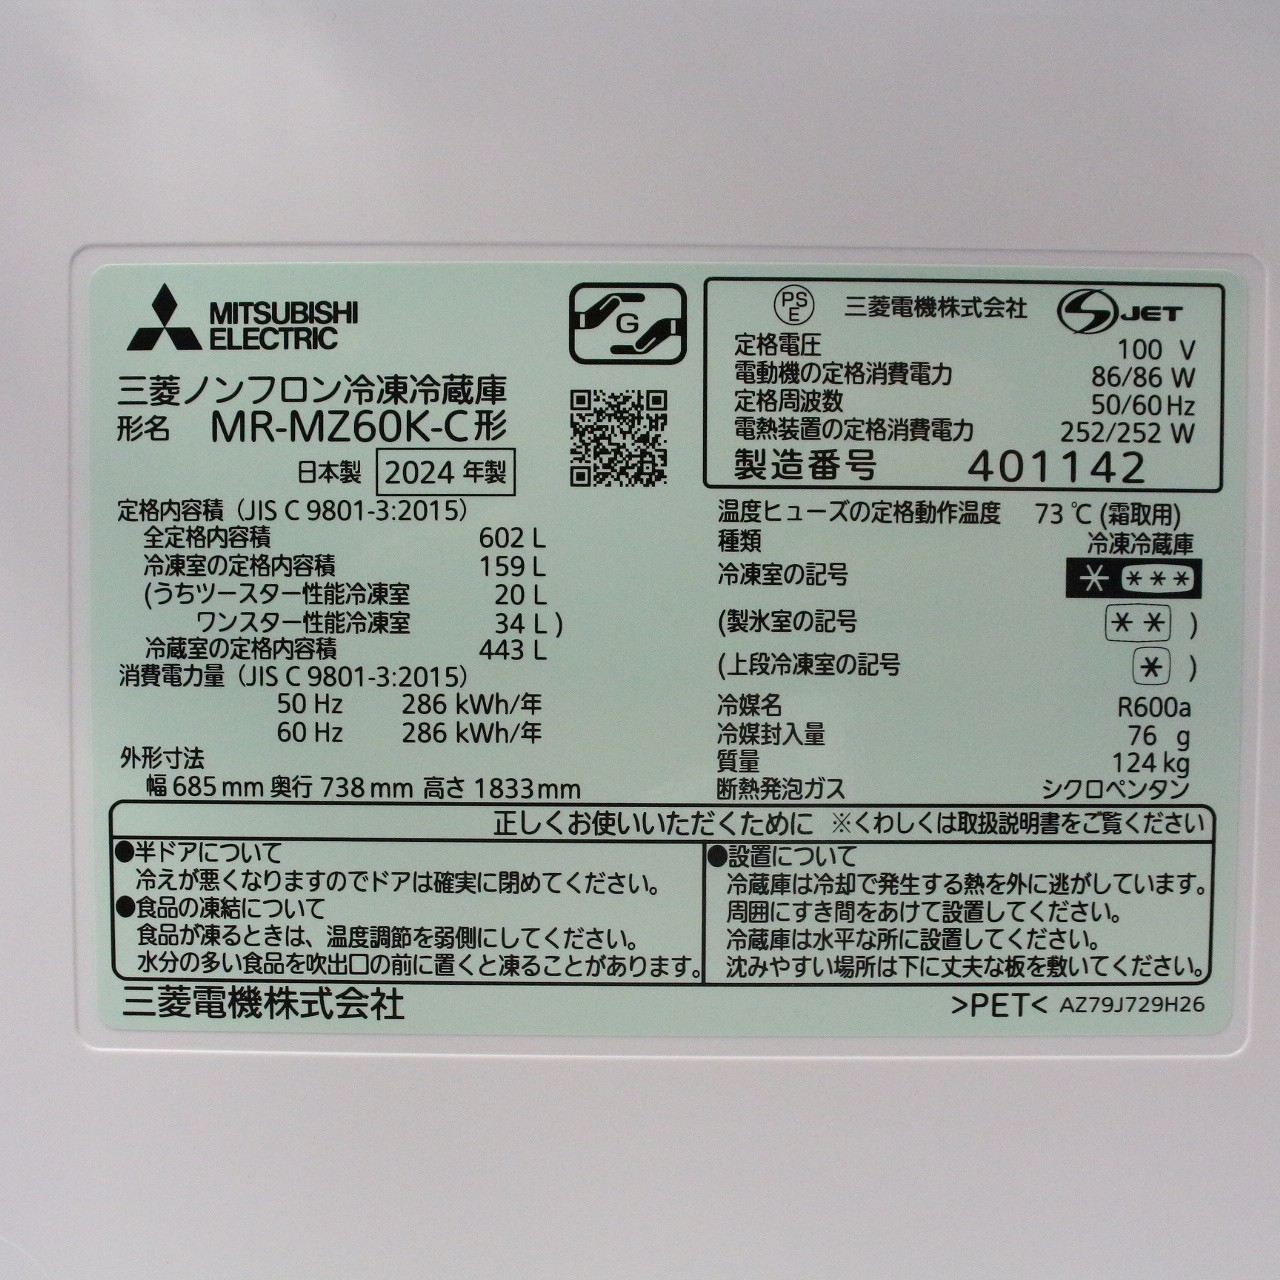 MITSUBISHI
ELECTRIC
G
三菱ノンフロン冷凍冷蔵庫
形名 MR-MZ60K-C形
日本製 2024年製
定格内容積(JIS C 9801-3:2015)
全定格内容積 602 L
冷凍室の定格内容積 159 L
(うちツースター性能冷凍室 20 L
ワンスター性能冷凍室 34 L)
冷蔵室の定格内容積 443 L
消費電力量(JIS C 9801-3:2015)
50 Hz 286 kWh/年
60 Hz 286 kWh/年
外形寸法
幅 685 mm 奥行 738 mm 高さ 1833 mm
PS
E 三菱電機株式会社 S JET
定格電圧 100 V
電動機の定格消費電力 86/86 W
定格周波数 50/60 Hz
電熱装置の定格消費電力 252/252 W
製造番号 401142
温度ヒューズの定格動作温度 73 ℃ (霜取用)
種類 冷凍冷蔵庫
冷凍室の記号 * ***
(製氷室の記号 ** )
(上段冷凍室の記号 * )
冷媒名 R600a
冷媒封入量 76 g
質量 124 kg
断熱発泡ガス シクロペンタン
正しくお使いいただくために ※くわしくは取扱説明書をご覧ください
●半ドアについて
冷えが悪くなりますのでドアは確実に閉めてください。
●食品の凍結について
食品が凍るときは、温度調節を弱側にしてください。
水分の多い食品を吹出口の前に置くと凍ることがあります。
●設置について
冷蔵庫は冷却で発生する熱を外に逃がしています。
周囲にすき間をあけて設置してください。
冷蔵庫は水平な所に設置してください。
沈みやすい場所は下に丈夫な板を敷いてください。
三菱電機株式会社 >PET< AZ79J729H26